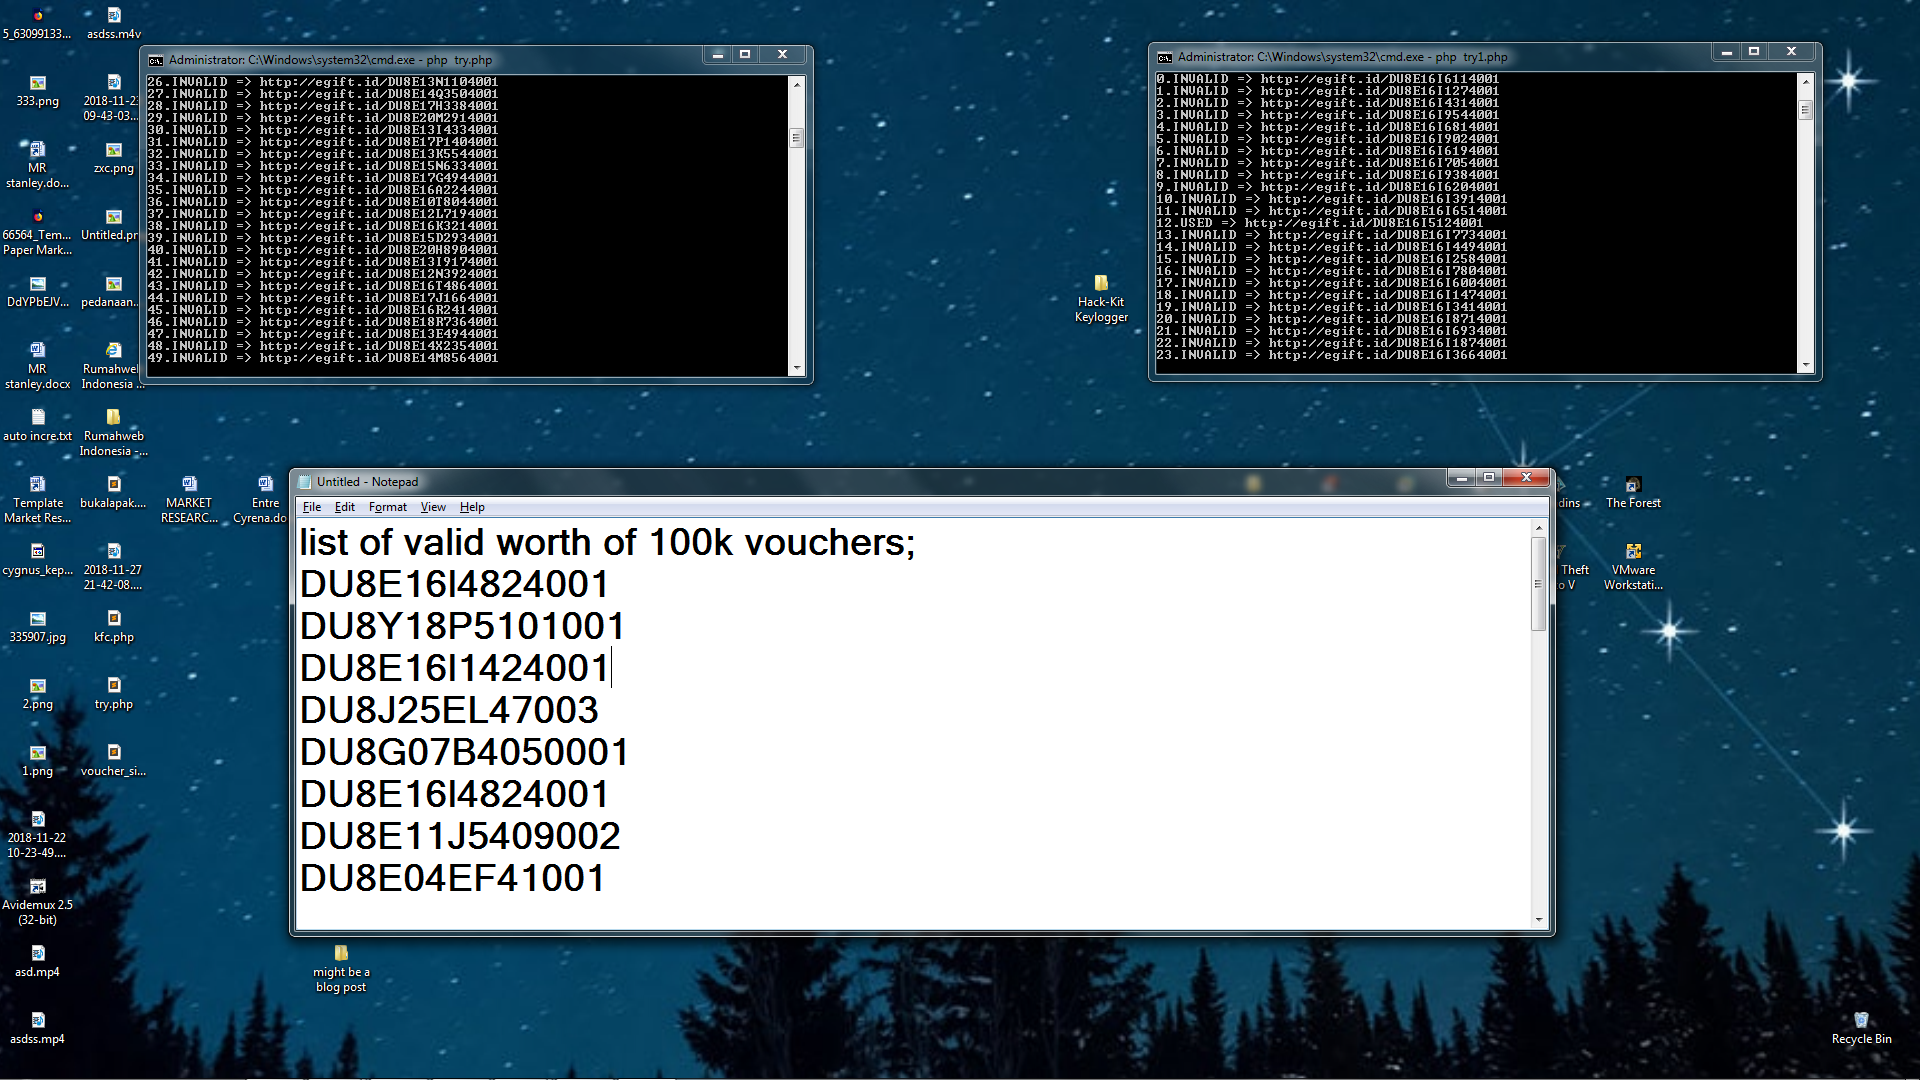 5_63099133...
asdss.m4v
333.png
2018-11-23
09-43-03...
MR
stanley.do...
zxc.png
66564_Tem...
Paper Mark...
Untitled.pn
DdYPbEJV...
pedanaan..
MR
stanley.docx
Rumahwel
Indonesia ...
auto incre.txt
Rumahweb
Indonesia -...
Template
Market Res...
bukalapak....
MARKET
RESEARC...
Entre
Cyrena.do
cygnus_kep...
2018-11-27
21-42-08....
335907.jpg
kfc.php
2.png
try.php
1.png
voucher_si...
2018-11-22
10-23-49....
Avidemux 2.5
(32-bit)
asd.mp4
asdss.mp4
might be a
blog post
Administrator: C:\Windows\system32\cmd.exe - php try.php
26.INVALID => http://egift.id/DU8E13N1104001
27.INVALID => http://egift.id/DU8E14Q3504001
28.INVALID => http://egift.id/DU8E17H3384001
29.INVALID => http://egift.id/DU8E20M2914001
30.INVALID => http://egift.id/DU8E13I4334001
31.INVALID => http://egift.id/DU8E17P1404001
32.INVALID => http://egift.id/DU8E13K5544001
33.INVALID => http://egift.id/DU8E15N6334001
34.INVALID => http://egift.id/DU8E17G4944001
35.INVALID => http://egift.id/DU8E16A2244001
36.INVALID => http://egift.id/DU8E10T8044001
37.INVALID => http://egift.id/DU8E12L7194001
38.INVALID => http://egift.id/DU8E16K3214001
39.INVALID => http://egift.id/DU8E15D2934001
40.INVALID => http://egift.id/DU8E20H8904001
41.INVALID => http://egift.id/DU8E13I9174001
42.INVALID => http://egift.id/DU8E12N3924001
43.INVALID => http://egift.id/DU8E16T4864001
44.INVALID => http://egift.id/DU8E17J1664001
45.INVALID => http://egift.id/DU8E16R2414001
46.INVALID => http://egift.id/DU8E18R7364001
47.INVALID => http://egift.id/DU8E13F4944001
48.INVALID => http://egift.id/DU8E14X2354001
49.INVALID => http://egift.id/DU8E14M8564001
Hack-Kit
Keylogger
Administrator: C:\Windows\system32\cmd.exe - php try1.php
0.INVALID => http://egift.id/DU8E16I6114001
1.INVALID => http://egift.id/DU8E16I1274001
2.INVALID => http://egift.id/DU8E16I4314001
3.INVALID => http://egift.id/DU8E16I9544001
4.INVALID => http://egift.id/DU8E16I6814001
5.INVALID => http://egift.id/DU8E16I9024001
6.INVALID => http://egift.id/DU8E16I6194001
7.INVALID => http://egift.id/DU8E16I7054001
8.INVALID => http://egift.id/DU8E16I9384001
9.INVALID => http://egift.id/DU8E16I6204001
10.INVALID => http://egift.id/DU8E16I3914001
11.INVALID => http://egift.id/DU8E16I6514001
12.USED => http://egift.id/DU8E16I5124001
13.INVALID => http://egift.id/DU8E16I7734001
14.INVALID => http://egift.id/DU8E16I4494001
15.INVALID => http://egift.id/DU8E16I2584001
16.INVALID => http://egift.id/DU8E16I7804001
17.INVALID => http://egift.id/DU8E16I6004001
18.INVALID => http://egift.id/DU8E16I1474001
19.INVALID => http://egift.id/DU8E16I3414001
20.INVALID => http://egift.id/DU8E16I8714001
21.INVALID => http://egift.id/DU8E16I6934001
22.INVALID => http://egift.id/DU8E16I1874001
23.INVALID => http://egift.id/DU8E16I3664001
Untitled - Notepad
File Edit Format View Help
list of valid worth of 100k vouchers;
DU8E16I4824001
DU8Y18P5101001
DU8E16I1424001
DU8J25EL47003
DU8G07B4050001
DU8E16I4824001
DU8E11J5409002
DU8E04EF41001
dins
The Forest
Theft
to V
VMware
Workstati...
Recycle Bin